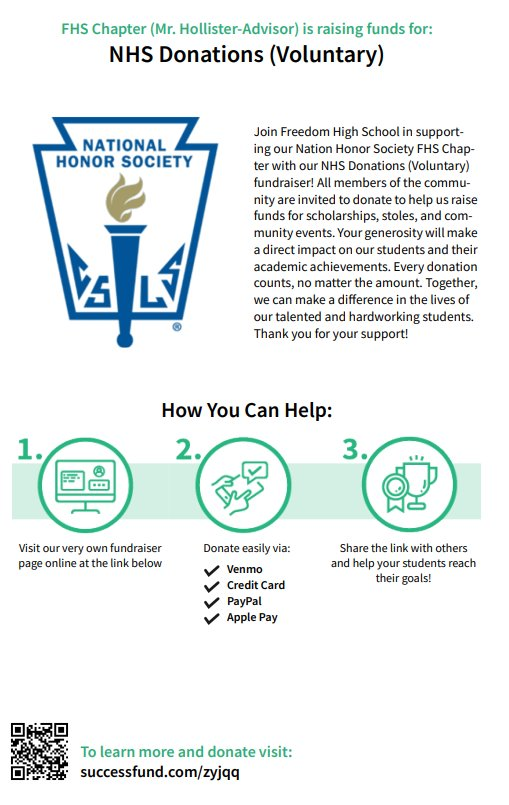 FHS Chapter (Mr. Hollister-Advisor) is raising funds for:
NHS Donations (Voluntary)
NATIONAL
HONOR SOCIETY
C S L S
®
Join Freedom High School in support-
ing our Nation Honor Society FHS Chap-
ter with our NHS Donations (Voluntary)
fundraiser! All members of the commu-
nity are invited to donate to help us raise
funds for scholarships, stoles, and com-
munity events. Your generosity will make
a direct impact on our students and their
academic achievements. Every donation
counts, no matter the amount. Together,
we can make a difference in the lives of
our talented and hardworking students.
Thank you for your support!
How You Can Help:
1.
Visit our very own fundraiser
page online at the link below
2.
Donate easily via:
Venmo
Credit Card
PayPal
Apple Pay
3.
Share the link with others
and help your students reach
their goals!
To learn more and donate visit:
successfund.com/zyjqq